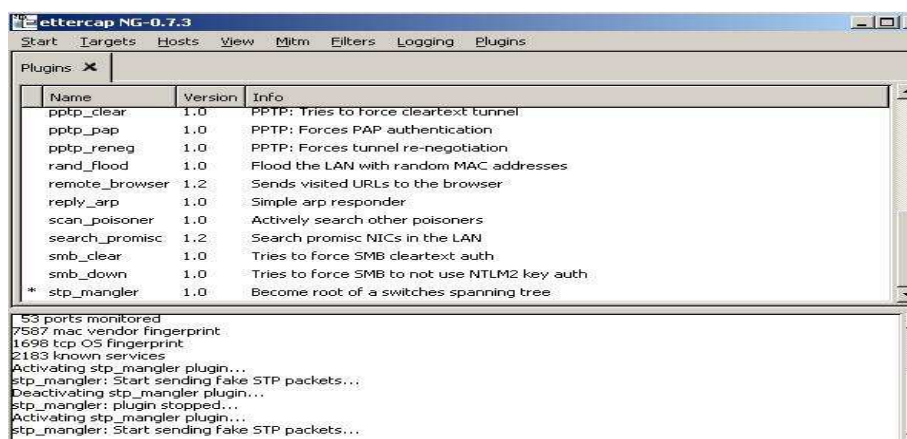 ettercap NG-0.7.3
Start Targets Hosts View Mitm Filters Logging Plugins
Plugins ✕
Name Version Info
pptp_clear 1.0 PPTP: Tries to force cleartext tunnel
pptp_pap 1.0 PPTP: Forces PAP authentication
pptp_reneg 1.0 PPTP: Forces tunnel re-negotiation
rand_flood 1.0 Flood the LAN with random MAC addresses
remote_browser 1.2 Sends visited URLs to the browser
reply_arp 1.0 Simple arp responder
scan_poisoner 1.0 Actively search other poisoners
search_promisc 1.2 Search promisc NICs in the LAN
smb_clear 1.0 Tries to force SMB cleartext auth
smb_down 1.0 Tries to force SMB to not use NTLM2 key auth
* stp_mangler 1.0 Become root of a switches spanning tree
53 ports monitored
7587 mac vendor fingerprint
1698 tcp OS fingerprint
2183 known services
Activating stp_mangler plugin...
stp_mangler: Start sending fake STP packets...
Deactivating stp_mangler plugin...
stp_mangler: plugin stopped...
Activating stp_mangler plugin...
stp_mangler: Start sending fake STP packets...